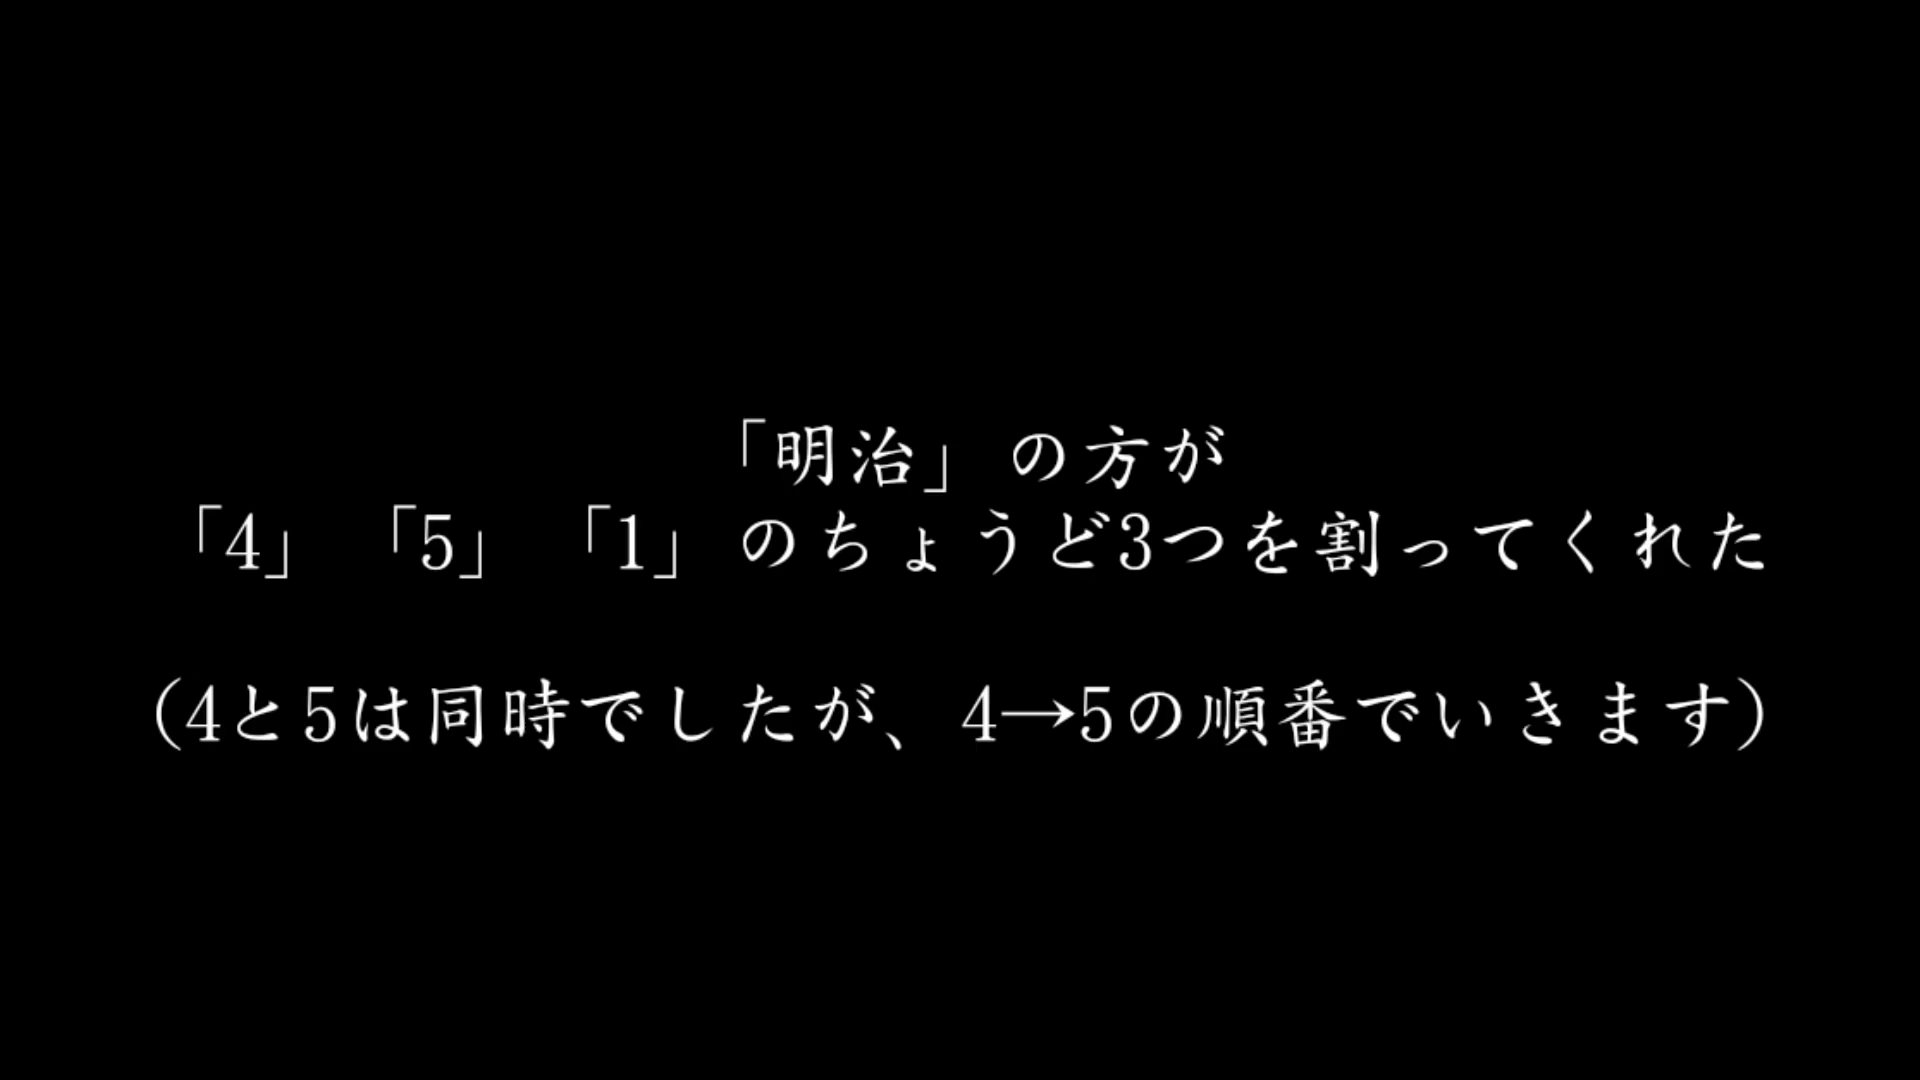 「明治」の方が
「4」「5」「1」のちょうど3つを割ってくれた
（4と5は同時でしたが、4→5の順番でいきます）